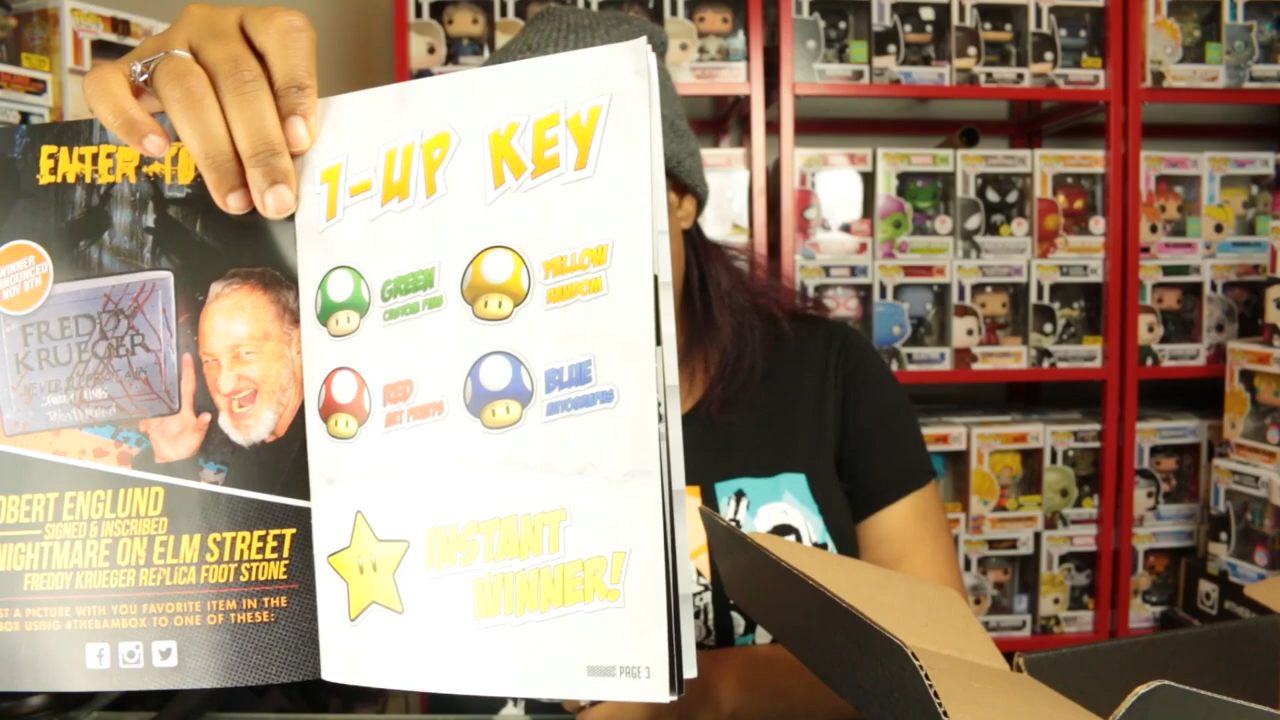 ENTER TO
WINNER
ANNOUNCED
NOV 8TH
FREDDY
KRUEGER
OBERT ENGLUND
SIGNED & INSCRIBED
NIGHTMARE ON ELM STREET
FREDDY KRUEGER REPLICA FOOT STONE
ST A PICTURE WITH YOU FAVORITE ITEM IN THE
BOX USING #THEBAMBOX TO ONE OF THESE:
1-UP KEY
GREEN
YELLOW
RANDOM
RED
ART PRINTS
BLUE
AUTOGRAPHS
INSTANT
WINNER!
PAGE 3